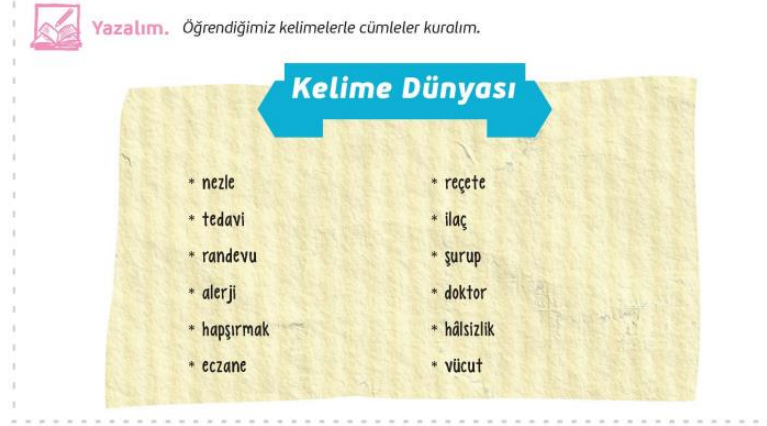 Yazalım. Öğrendiğimiz kelimelerle cümleler kuralım.
Kelime Dünyası
* nezle
* tedavi
* randevu
* alerji
* hapşırmak
* eczane
* reçete
* ilaç
* şurup
* doktor
* hâlsizlik
* vücut